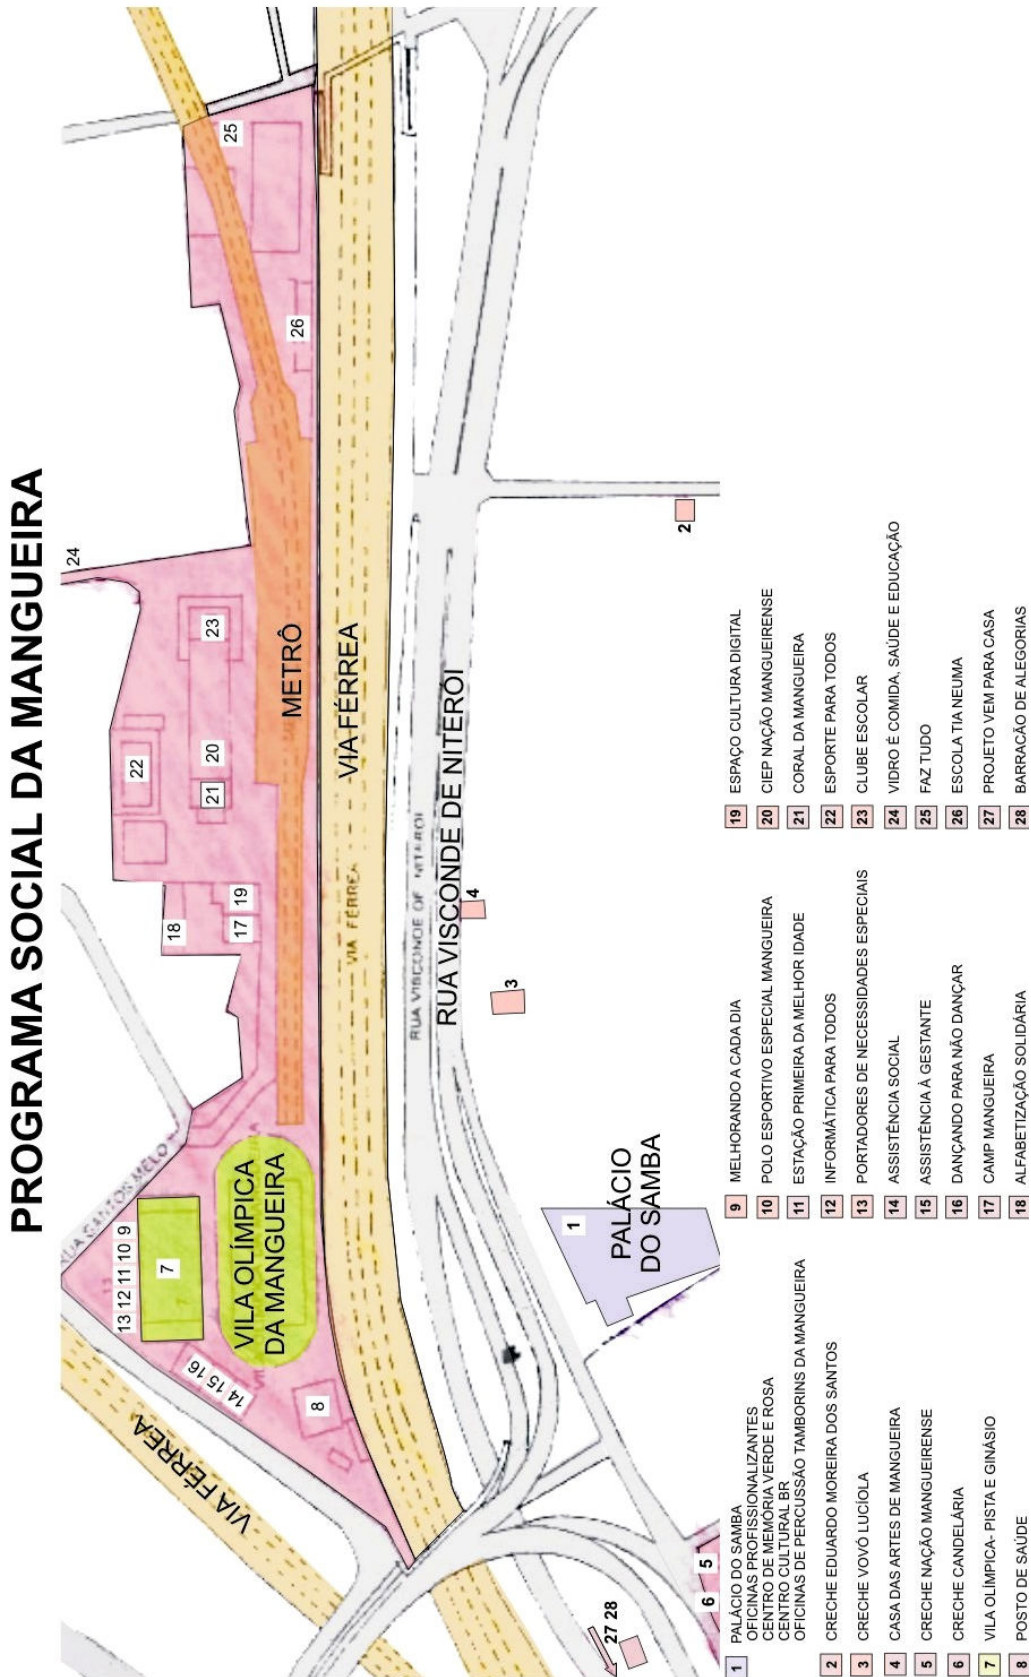 PROGRAMA SOCIAL DA MANGUEIRA
VIA FÉRREA
RUA SANTOS MELO
13 12 11 10 9
7
14 15 16
8
VILA OLÍMPICA
DA MANGUEIRA
18
17
19
22
21
20
23
24
25
26
METRÔ
VIA FÉRREA
VIA FÉRREA
RUA VISCONDE DE NITEROI
RUA VISCONDE DE NITERÓI
4
3
2
1
PALÁCIO
DO SAMBA
27 28
6
5
1 PALÁCIO DO SAMBA
OFICINAS PROFISSIONALIZANTES
CENTRO DE MEMÓRIA VERDE E ROSA
CENTRO CULTURAL BR
OFICINAS DE PERCUSSÃO TAMBORINS DA MANGUEIRA
2 CRECHE EDUARDO MOREIRA DOS SANTOS
3 CRECHE VOVÓ LUCÍOLA
4 CASA DAS ARTES DE MANGUEIRA
5 CRECHE NAÇÃO MANGUEIRENSE
6 CRECHE CANDELÁRIA
7 VILA OLÍMPICA- PISTA E GINÁSIO
8 POSTO DE SAÚDE
9 MELHORANDO A CADA DIA
10 POLO ESPORTIVO ESPECIAL MANGUEIRA
11 ESTAÇÃO PRIMEIRA DA MELHOR IDADE
12 INFORMÁTICA PARA TODOS
13 PORTADORES DE NECESSIDADES ESPECIAIS
14 ASSISTÊNCIA SOCIAL
15 ASSISTENCIA À GESTANTE
16 DANÇANDO PARA NÃO DANÇAR
17 CAMP MANGUEIRA
18 ALFABETIZAÇÃO SOLIDÁRIA
19 ESPAÇO CULTURA DIGITAL
20 CIEP NAÇÃO MANGUEIRENSE
21 CORAL DA MANGUEIRA
22 ESPORTE PARA TODOS
23 CLUBE ESCOLAR
24 VIDRO É COMIDA, SAÚDE E EDUCAÇÃO
25 FAZ TUDO
26 ESCOLA TIA NEUMA
27 PROJETO VEM PARA CASA
28 BARRACÃO DE ALEGORIAS